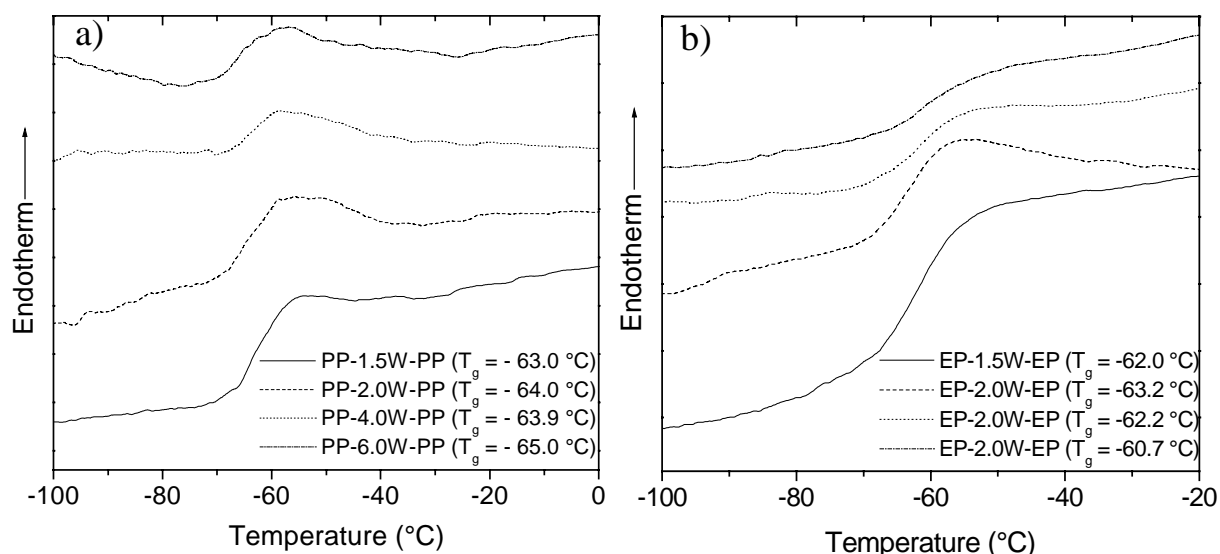 a)
Endotherm
PP-1.5W-PP (Tg = - 63.0 °C)
PP-2.0W-PP (Tg = - 64.0 °C)
PP-4.0W-PP (Tg = - 63.9 °C)
PP-6.0W-PP (Tg = - 65.0 °C)
-100 -80 -60 -40 -20 0
Temperature (°C)
b)
Endotherm
EP-1.5W-EP (Tg = -62.0 °C)
EP-2.0W-EP (Tg = -63.2 °C)
EP-2.0W-EP (Tg = -62.2 °C)
EP-2.0W-EP (Tg = -60.7 °C)
-100 -80 -60 -40 -20
Temperature (°C)